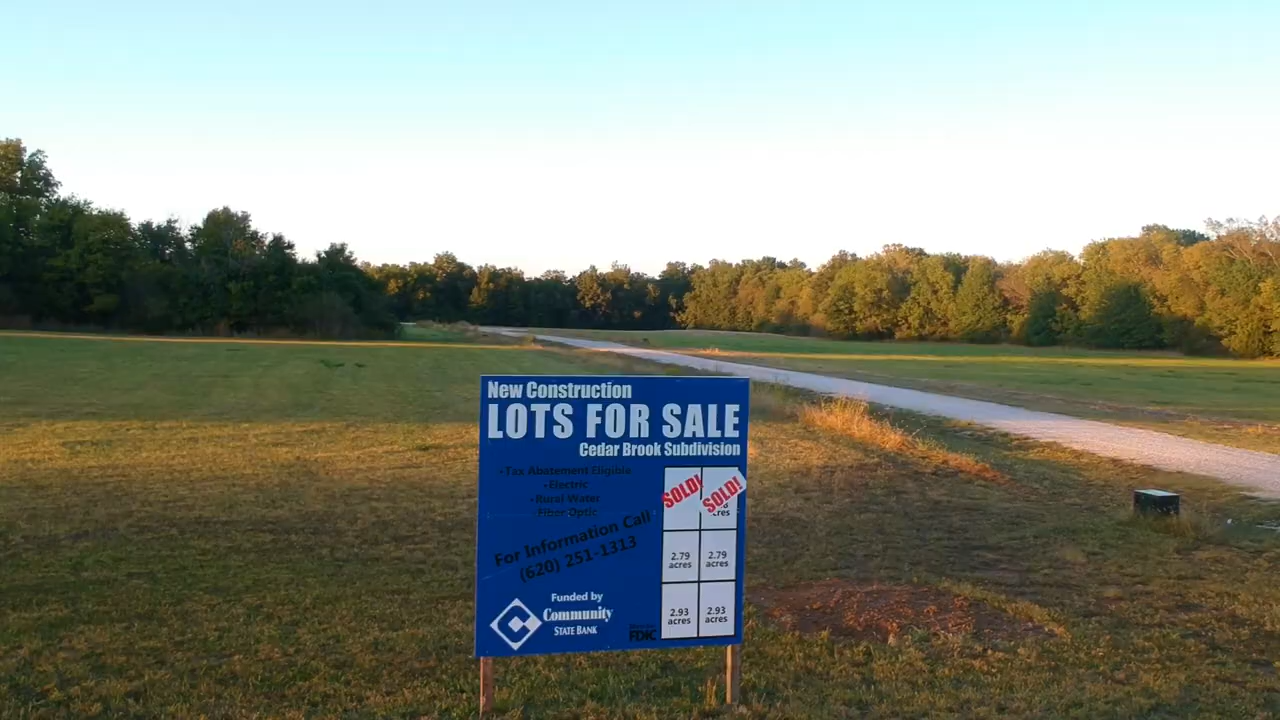 New Construction
LOTS FOR SALE
Cedar Brook Subdivision
•Tax Abatement Eligible
•Electric
•Rural Water
•Fiber Optic
For Information Call
(620) 251-1313
SOLD!
SOLD!
acres
2.79
acres
2.79
acres
2.93
acres
2.93
acres
Funded by
Community
STATE BANK
FDIC